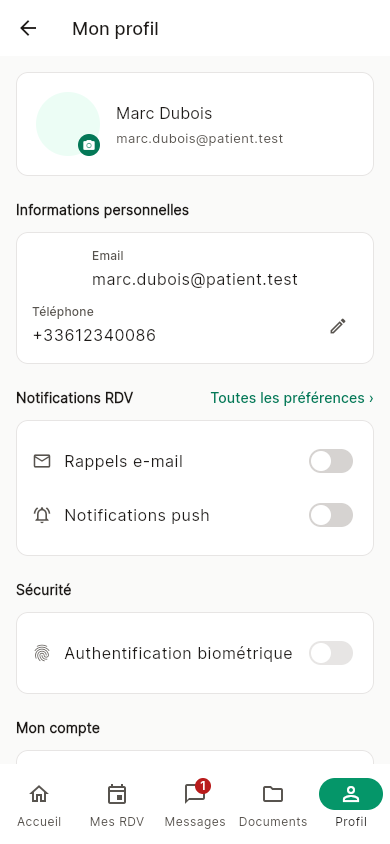 Mon profil
Marc Dubois
marc.dubois@patient.test
Informations personnelles
Email
marc.dubois@patient.test
Téléphone
+33612340086
Notifications RDV
Toutes les préférences ›
Rappels e-mail
Notifications push
Sécurité
Authentification biométrique
Mon compte
1
Accueil
Mes RDV
Messages
Documents
Profil